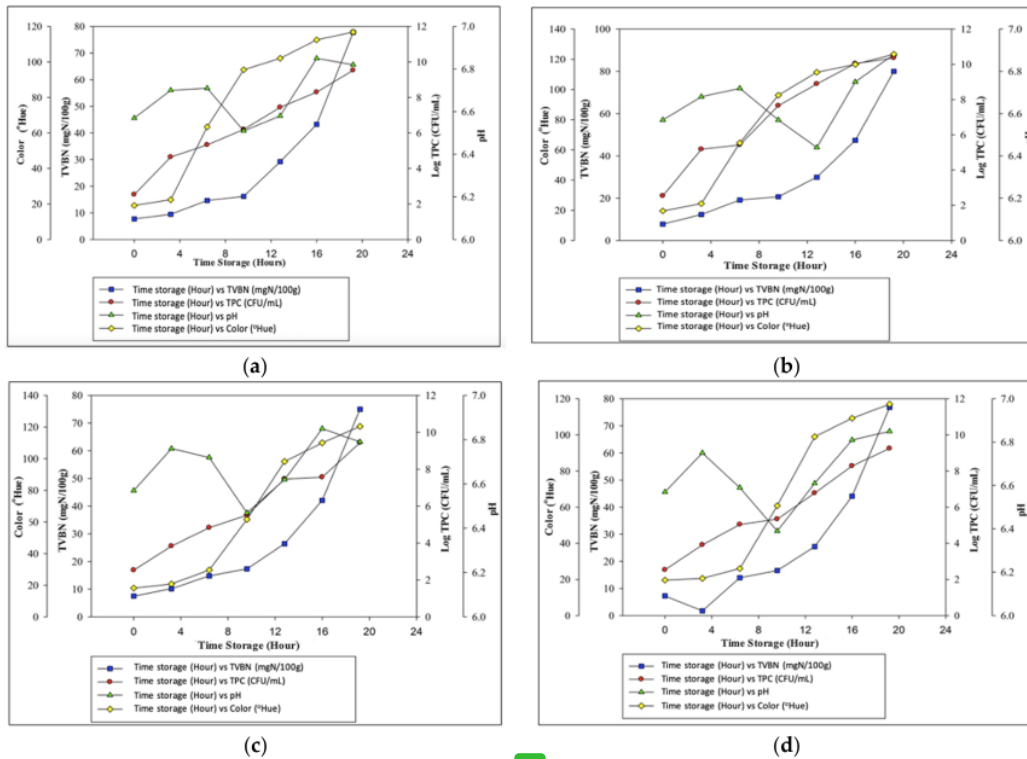 120
100
80
60
40
20
0
Color (°Hue)
80
70
60
50
40
30
20
10
0
TVBN (mgN/100g)
12
10
8
6
4
2
0
Log TPC (CFU/mL)
7.0
6.8
6.6
6.4
6.2
6.0
pH
0 4 8 12 16 20 24
Time Storage (Hours)
Time storage (Hour) vs TVBN (mgN/100g)
Time storage (Hour) vs TPC (CFU/mL)
Time storage (Hour) vs pH
Time storage (Hour) vs Color (°Hue)
(a)
140
120
100
80
60
40
20
0
Color (°Hue)
100
80
60
40
20
0
TVBN (mgN/100g)
12
10
8
6
4
2
0
Log TPC (CFU/mL)
7.0
6.8
6.6
6.4
6.2
6.0
pH
0 4 8 12 16 20 24
Time Storage (Hour)
Time storage (Hour) vs TVBN (mgN/100g)
Time storage (Hour) vs TPC (CFU/mL)
Time storage (Hour) vs pH
Time storage (Hour) vs Color (°Hue)
(b)
140
120
100
80
60
40
20
0
Color (°Hue)
80
70
60
50
40
30
20
10
0
TVBN (mgN/100g)
12
10
8
6
4
2
0
Log TPC (CFU/mL)
7.0
6.8
6.6
6.4
6.2
6.0
pH
0 4 8 12 16 20 24
Time Storage (Hour)
Time storage (Hour) vs TVBN (mgN/100g)
Time storage (Hour) vs TPC (CFU/mL)
Time storage (Hour) vs pH
Time storage (Hour) vs Color (°Hue)
(c)
120
100
80
60
40
20
0
Color (°Hue)
80
70
60
50
40
30
20
10
0
TVBN (mgN/100g)
12
10
8
6
4
2
0
Log TPC (CFU/mL)
7.0
6.8
6.6
6.4
6.2
6.0
pH
0 4 8 12 16 20 24
Time Storage (Hour)
Time storage (Hour) vs TVBN (mgN/100g)
Time storage (Hour) vs TPC (CFU/mL)
Time storage (Hour) vs pH
Time storage (Hour) vs Color (°Hue)
(d)